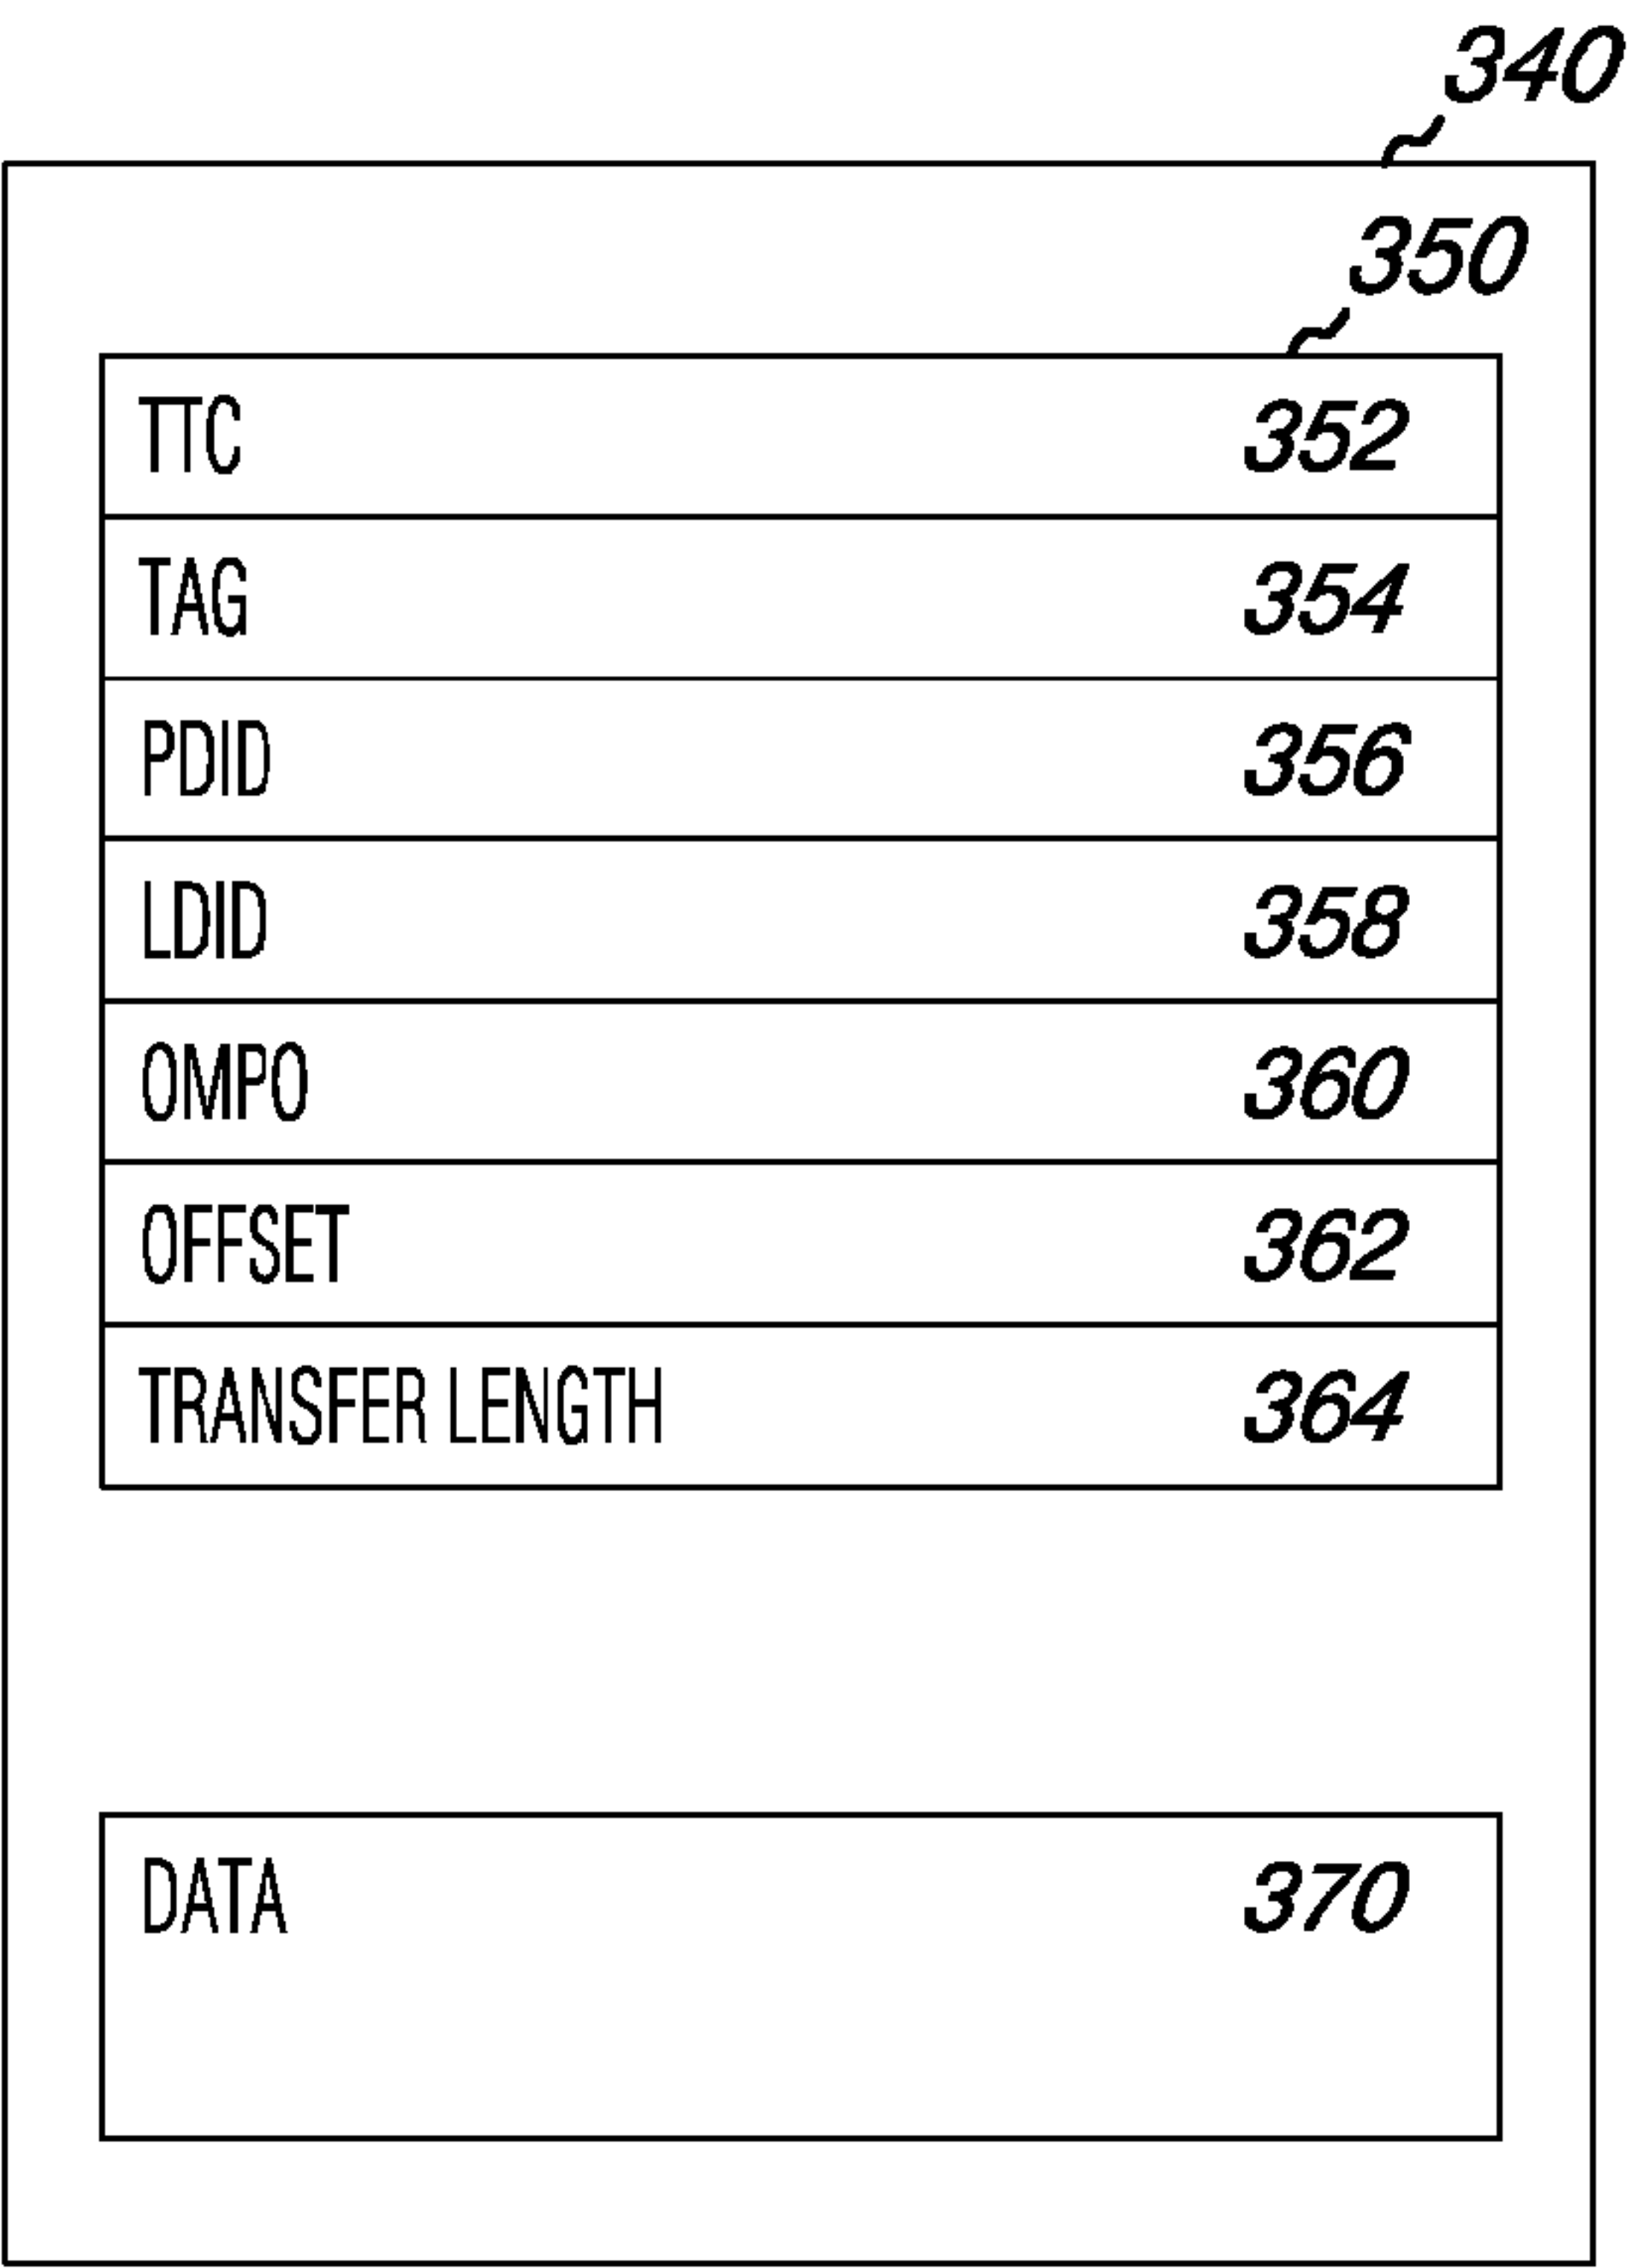 340
350
TTC 352
TAG 354
PDID 356
LDID 358
OMPO 360
OFFSET 362
TRANSFER LENGTH 364
DATA 370